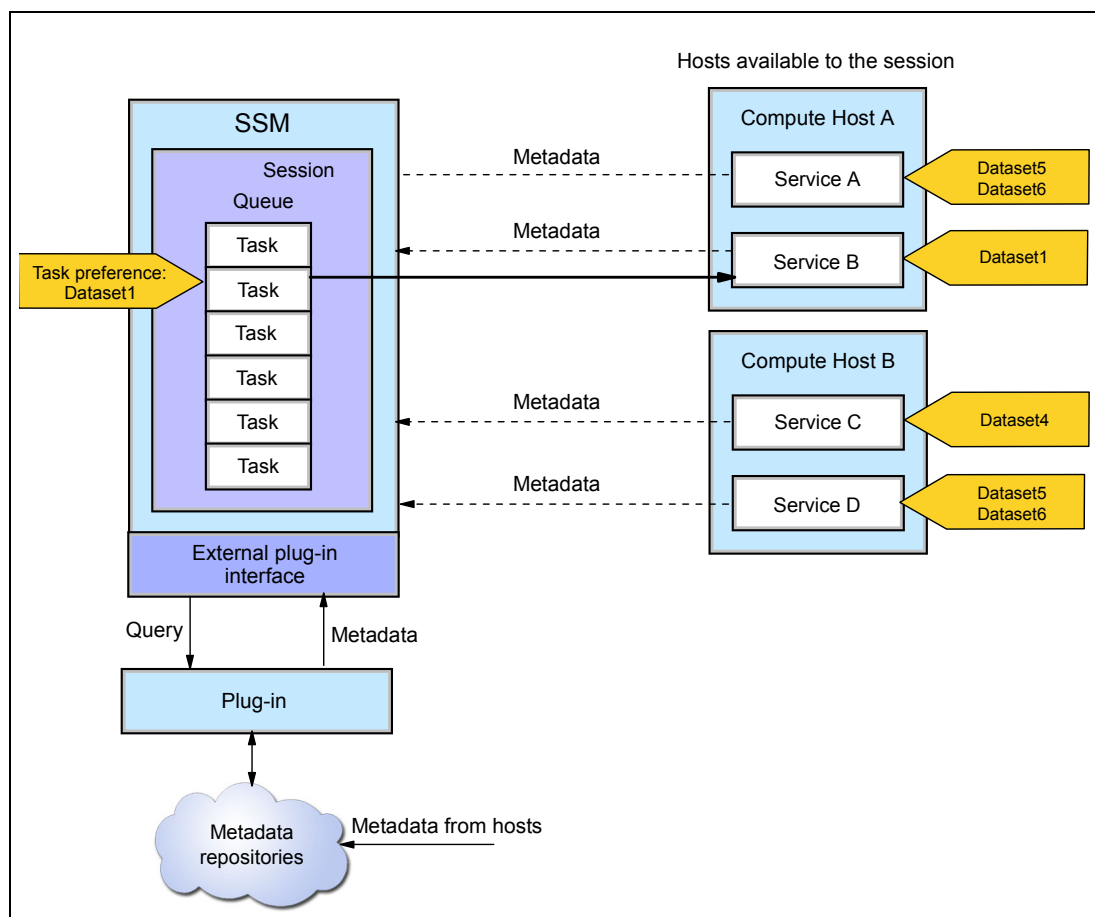 Hosts available to the session
SSM
Session
Queue
Task
Task
Task
Task
Task
Task
Task preference:
Dataset1
Metadata
Metadata
Metadata
Metadata
Compute Host A
Service A
Dataset5
Dataset6
Service B
Dataset1
Compute Host B
Service C
Dataset4
Service D
Dataset5
Dataset6
External plug-in
interface
Query
Metadata
Plug-in
Metadada
repositories
Metadata from hosts